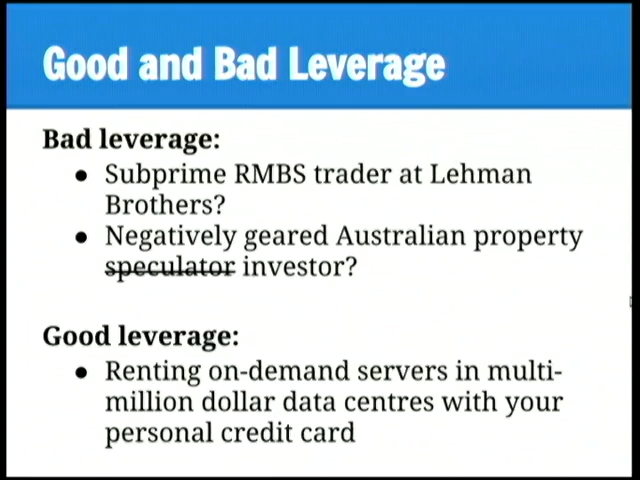 Good and Bad Leverage
Bad leverage:
● Subprime RMBS trader at Lehman
Brothers?
● Negatively geared Australian property
speculator investor?
Good leverage:
● Renting on-demand servers in multi-
million dollar data centres with your
personal credit card